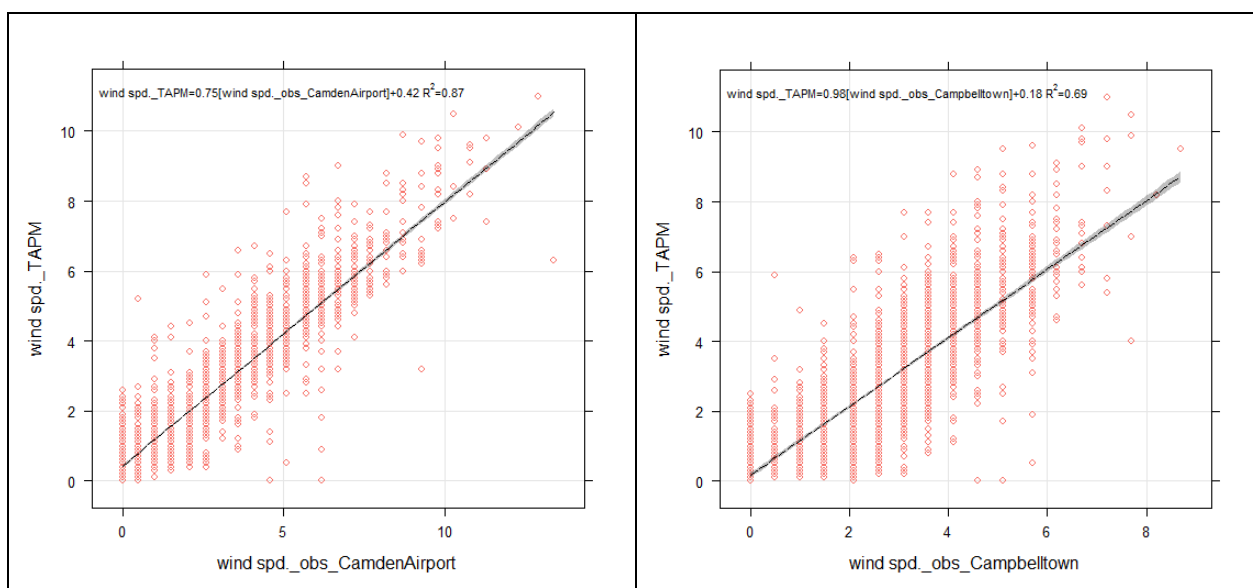 wind spd._TAPM=0.75[wind spd._obs_CamdenAirport]+0.42 R²=0.87
10
8
6
4
2
0
wind spd._TAPM
0 5 10
wind spd._obs_CamdenAirport
wind spd._TAPM=0.98[wind spd._obs_Campbelltown]+0.18 R²=0.69
10
8
6
4
2
0
wind spd._TAPM
0 2 4 6 8
wind spd._obs_Campbelltown